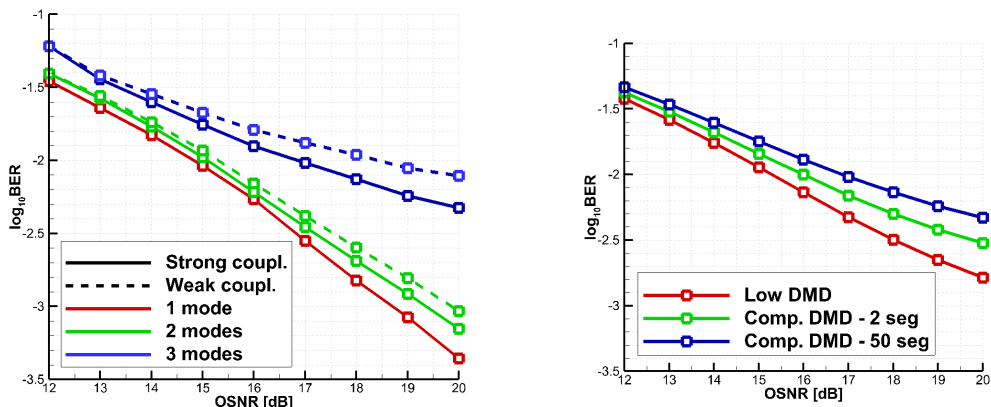 -1
-1.5
-2
-2.5
-3
-3.5
log10BER
12 13 14 15 16 17 18 19 20
OSNR [dB]
Strong coupl.
Weak coupl.
1 mode
2 modes
3 modes
-1
-1.5
-2
-2.5
-3
-3.5
log10BER
12 13 14 15 16 17 18 19 20
OSNR [dB]
Low DMD
Comp. DMD - 2 seg
Comp. DMD - 50 seg